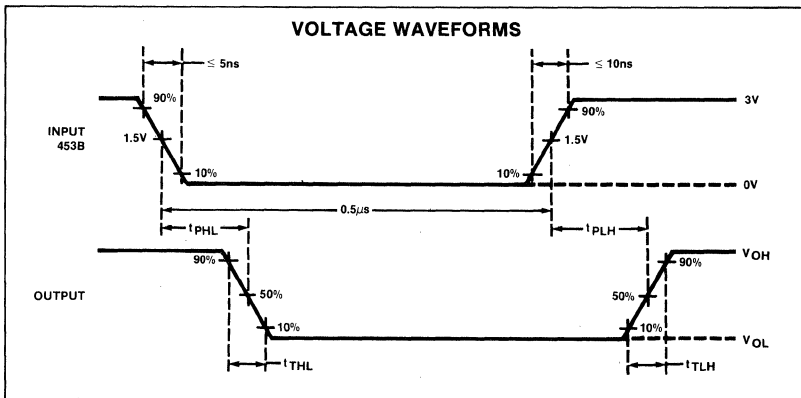 VOLTAGE WAVEFORMS
≤ 5ns
≤ 10ns
90%
3V
90%
INPUT
453B
1.5V
1.5V
10%
10%
0V
0.5μs
tPHL
tPLH
VOH
90%
90%
OUTPUT
50%
50%
10%
10%
VOL
tTHL
tTLH